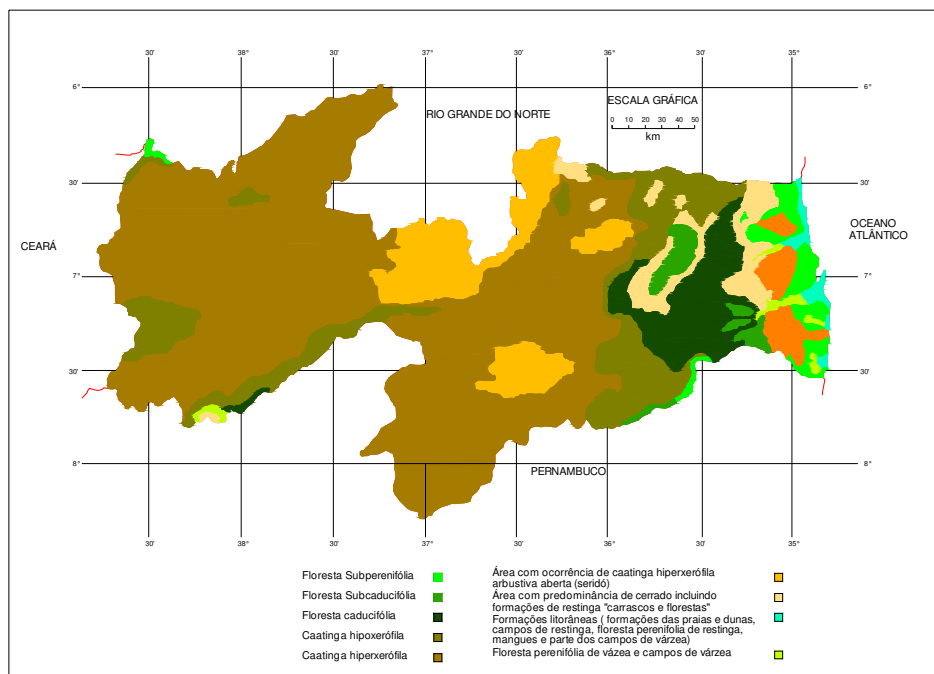 30' 38° 30' 37° 30' 36° 30' 35°
6° 6°
RIO GRANDE DO NORTE
ESCALA GRÁFICA
0 10 20 30 40 50
km
30' 30'
CEARÁ
OCEANO
ATLÂNTICO
7° 7°
30' 30'
8° 8°
PERNAMBUCO
30' 38° 30' 37° 30' 36° 30' 35°
Floresta Subperenifólia
Floresta Subcaducifólia
Floresta caducifólia
Caatinga hipoxerófila
Caatinga hiperxerófila
Área com ocorrência de caatinga hiperxerófila
arbustiva aberta (seridó)
Área com predominância de cerrado incluindo
formações de restinga "carrascos e florestas"
Formações litorâneas ( formações das praias e dunas,
campos de restinga, floresta perenifolia de restinga,
mangues e parte dos campos de várzea)
Floresta perenifólia de vázea e campos de várzea